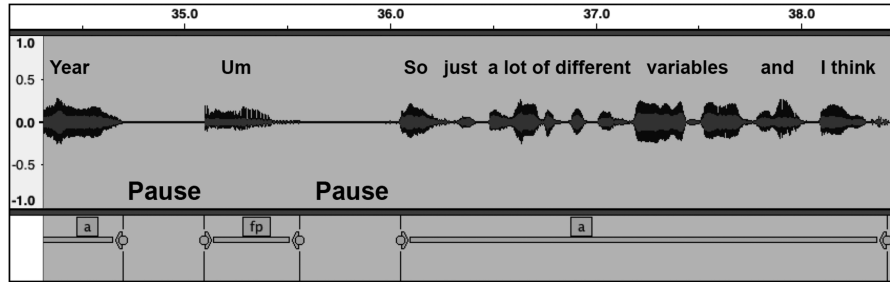 35.0 36.0 37.0 38.0
1.0
Year Um So just a lot of different variables and I think
0.5
0.0
-0.5
Pause Pause
-1.0
a fp a